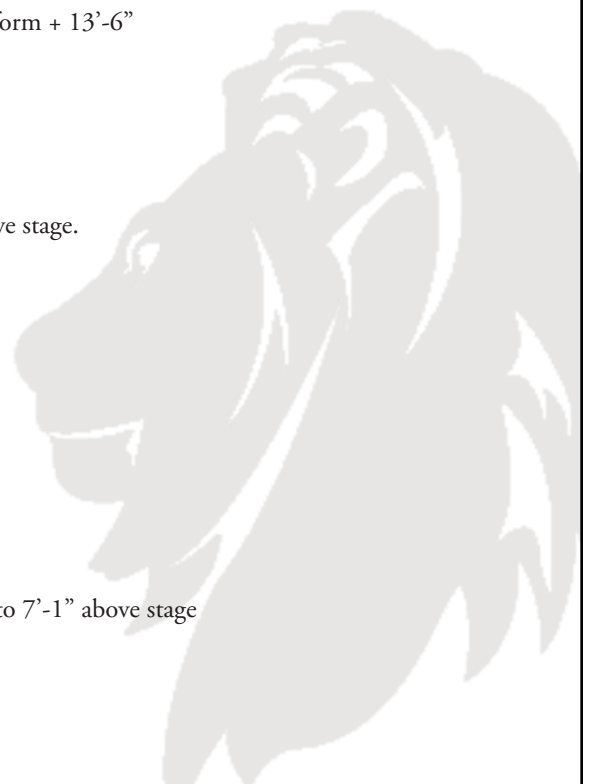 form + 13’-6”
ve stage.
to 7’-1” above stage